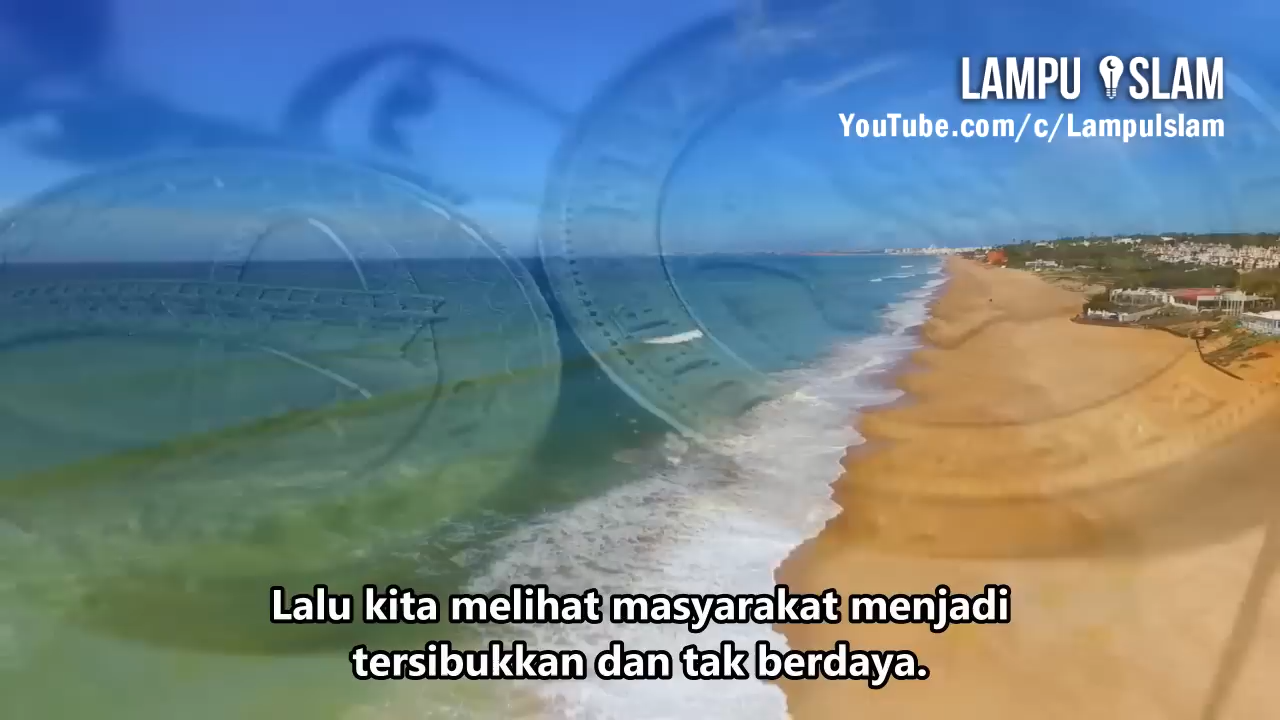 LAMPU ISLAM
YouTube.com/c/LampuIslam
Lalu kita melihat masyarakat menjadi
tersibukkan dan tak berdaya.